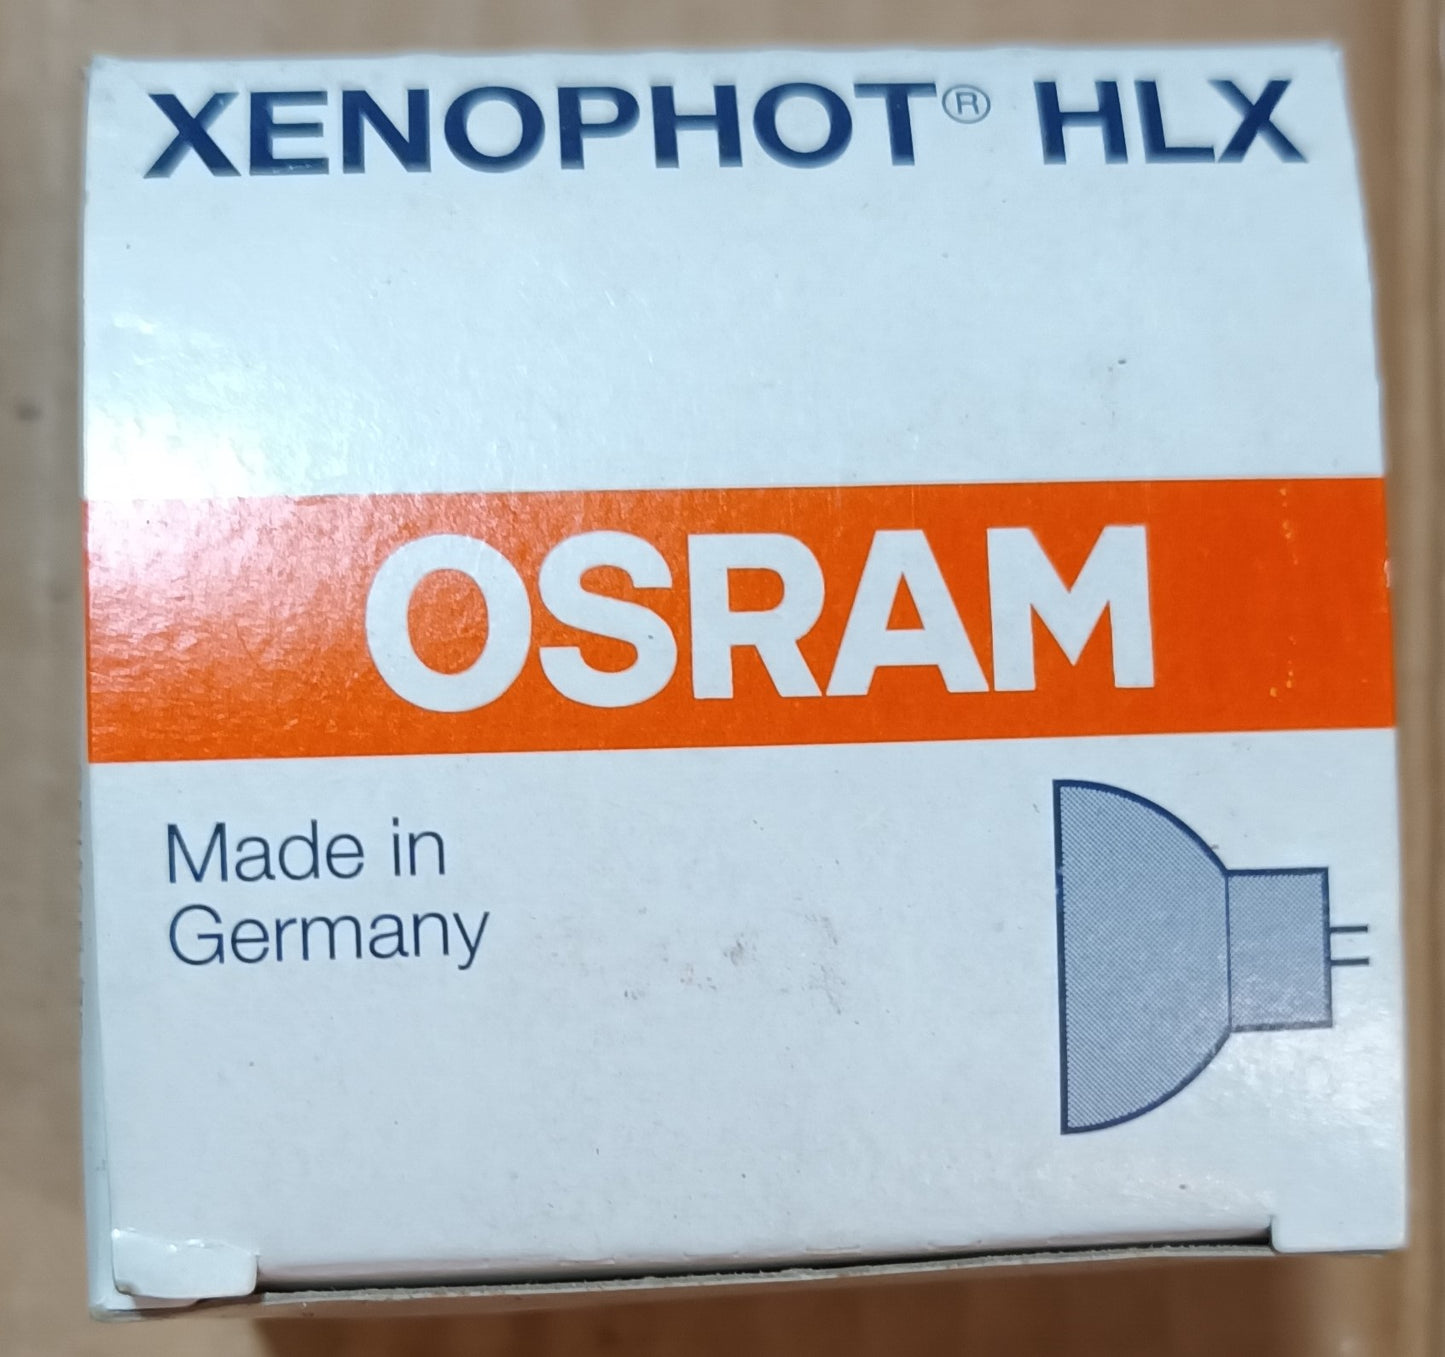 XENOPHOT® HLX
OSRAM
Made in
Germany